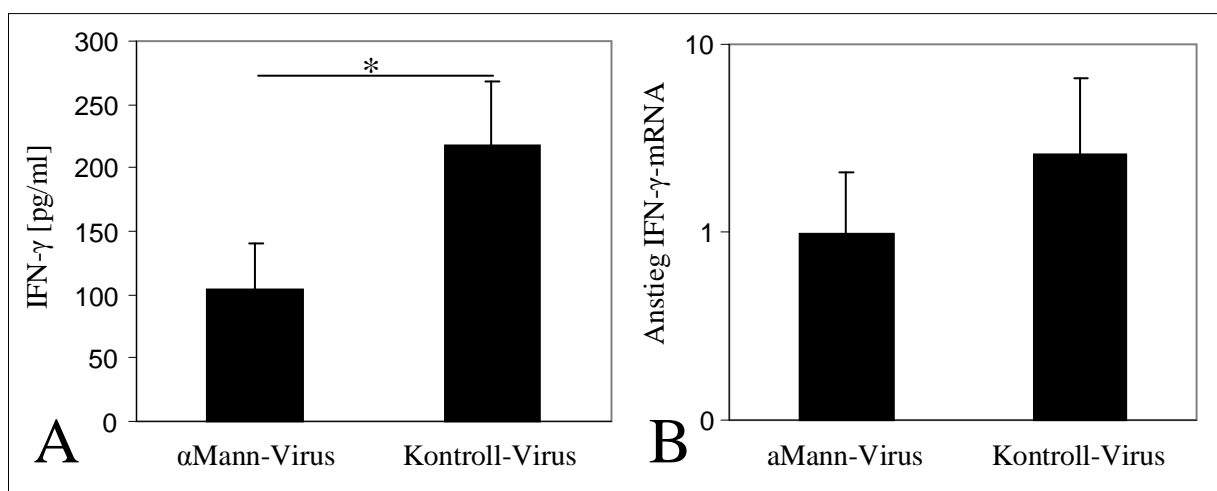 A
IFN-γ [pg/ml]
300
250
200
150
100
50
0
*
αMann-Virus
Kontroll-Virus
B
Anstieg IFN-γ-mRNA
10
1
0
aMann-Virus
Kontroll-Virus